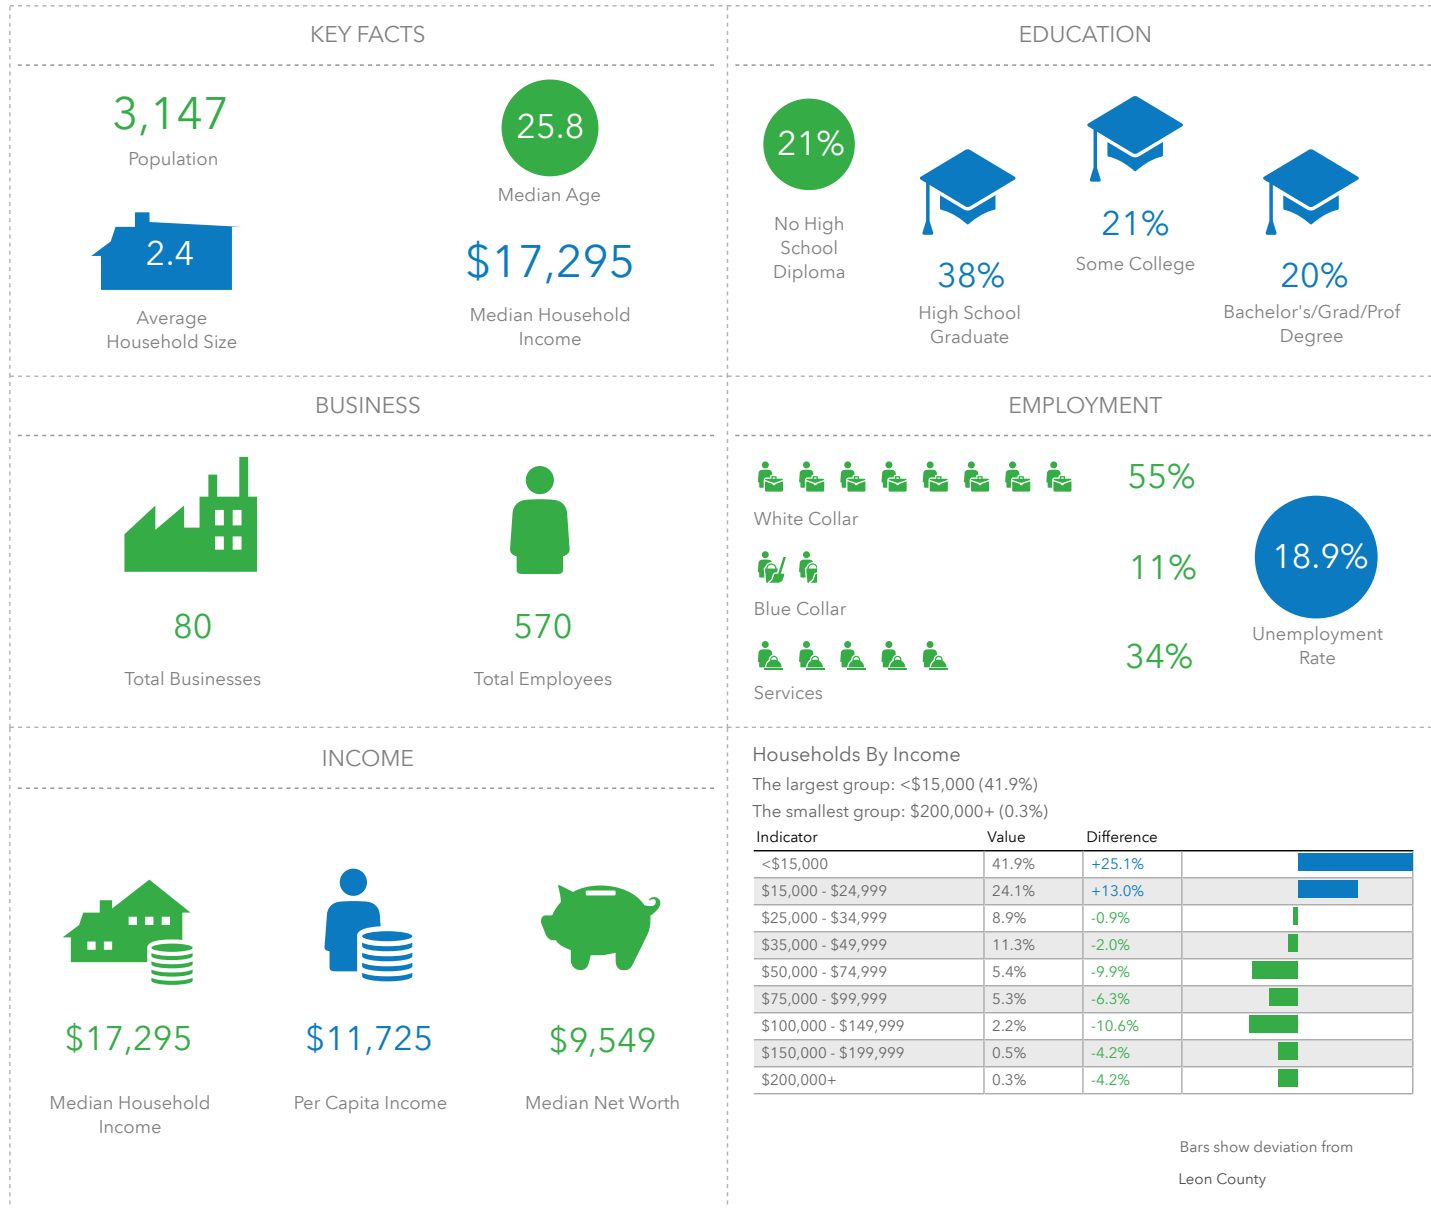 KEY FACTS
3,147
Population
25.8
Median Age
2.4
Average
Household Size
$17,295
Median Household
Income
EDUCATION
21%
No High
School
Diploma
38%
High School
Graduate
21%
Some College
20%
Bachelor's/Grad/Prof
Degree
BUSINESS
80
Total Businesses
570
Total Employees
EMPLOYMENT
55%
White Collar
11%
Blue Collar
34%
Services
18.9%
Unemployment
Rate
INCOME
$17,295
Median Household
Income
$11,725
Per Capita Income
$9,549
Median Net Worth
Households By Income
The largest group: <$15,000 (41.9%)
The smallest group: $200,000+ (0.3%)
Indicator Value Difference
<$15,000 41.9% +25.1%
$15,000 - $24,999 24.1% +13.0%
$25,000 - $34,999 8.9% -0.9%
$35,000 - $49,999 11.3% -2.0%
$50,000 - $74,999 5.4% -9.9%
$75,000 - $99,999 5.3% -6.3%
$100,000 - $149,999 2.2% -10.6%
$150,000 - $199,999 0.5% -4.2%
$200,000+ 0.3% -4.2%
Bars show deviation from
Leon County